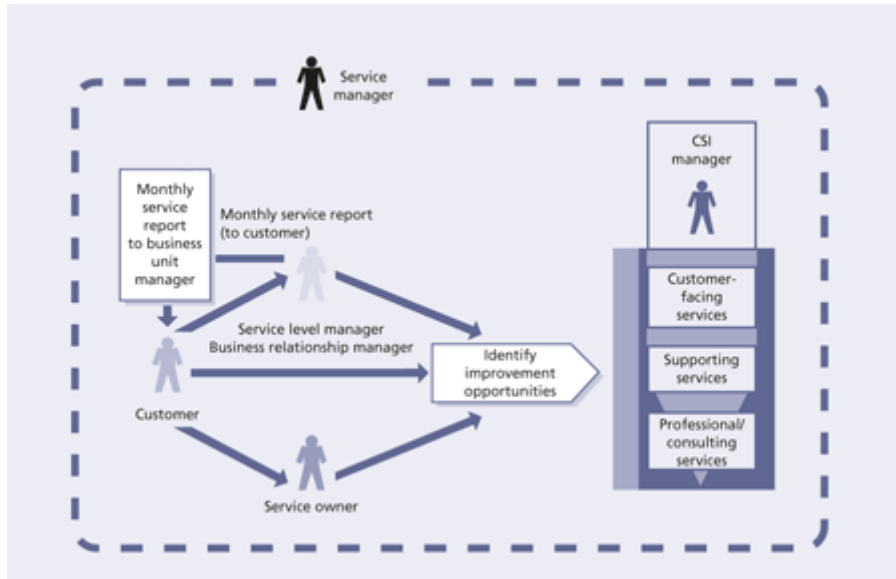 Service
manager
CSI
manager
Monthly
service
report
to business
unit
manager
Monthly service report
(to customer)
Customer-
facing
services
Service level manager
Business relationship manager
Identify
improvement
opportunities
Supporting
services
Customer
Professional/
consulting
services
Service owner